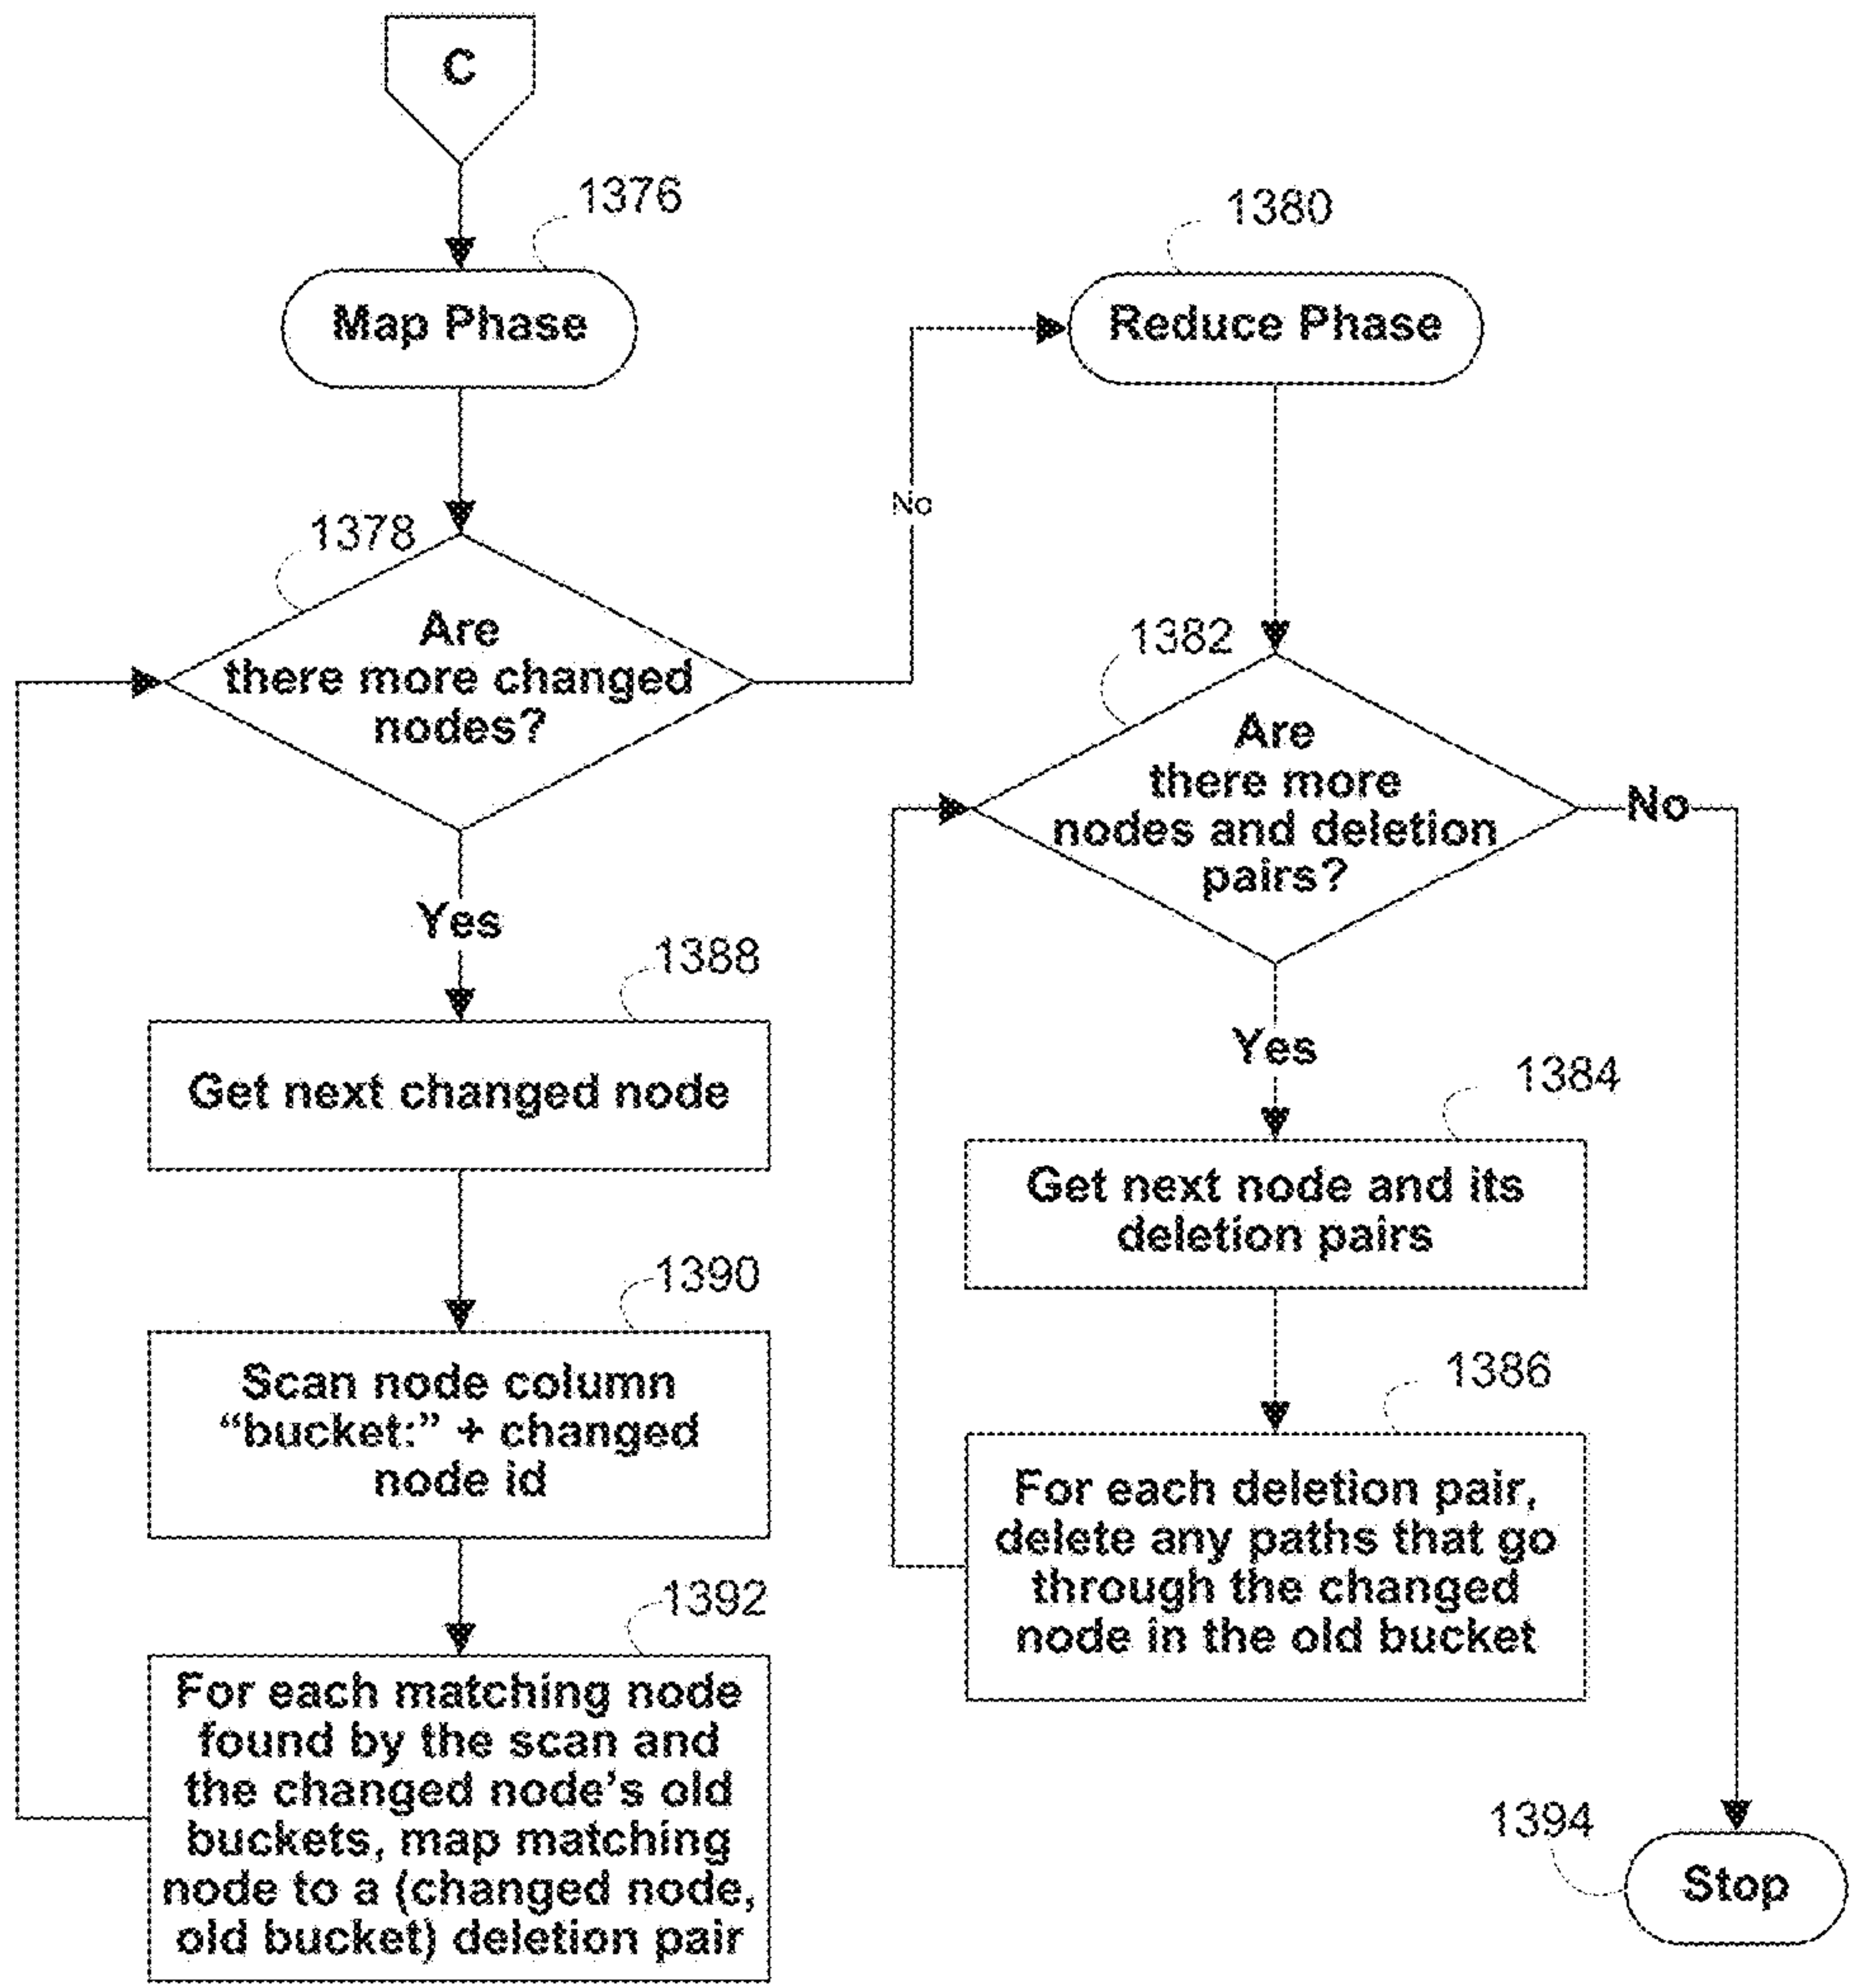 C
1376
Map Phase
1378
Are
there more changed
nodes?
No
Yes
1388
Get next changed node
1390
Scan node column
“bucket:” + changed
node id
1392
For each matching node
found by the scan and
the changed node’s old
buckets, map matching
node to a (changed node,
old bucket) deletion pair
1380
Reduce Phase
1382
Are
there more
nodes and deletion
pairs?
No
Yes
1384
Get next node and its
deletion pairs
1386
For each deletion pair,
delete any paths that go
through the changed
node in the old bucket
1394
Stop